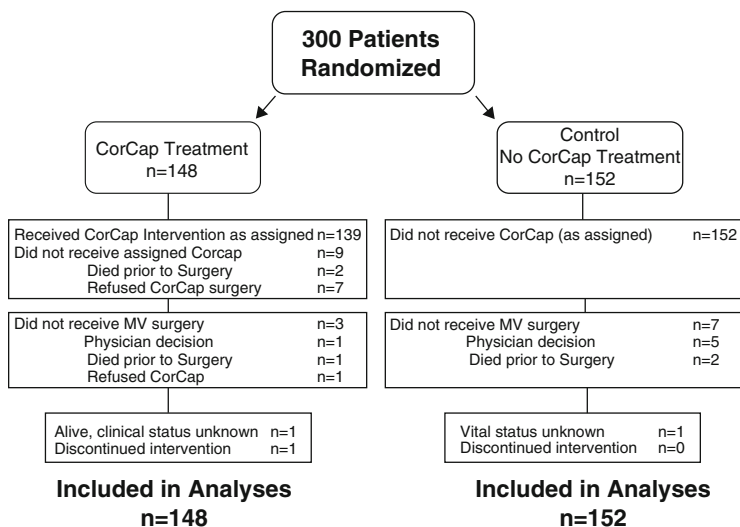 300 Patients
Randomized
CorCap Treatment
n=148
Control
No CorCap Treatment
n=152
Received CorCap Intervention as assigned n=139
Did not receive assigned Corcap n=9
Died prior to Surgery n=2
Refused CorCap surgery n=7
Did not receive CorCap (as assigned) n=152
Did not receive MV surgery n=3
Physician decision n=1
Died prior to Surgery n=1
Refused CorCap n=1
Did not receive MV surgery n=7
Physician decision n=5
Died prior to Surgery n=2
Alive, clinical status unknown n=1
Discontinued intervention n=1
Vital status unknown n=1
Discontinued intervention n=0
Included in Analyses
n=148
Included in Analyses
n=152